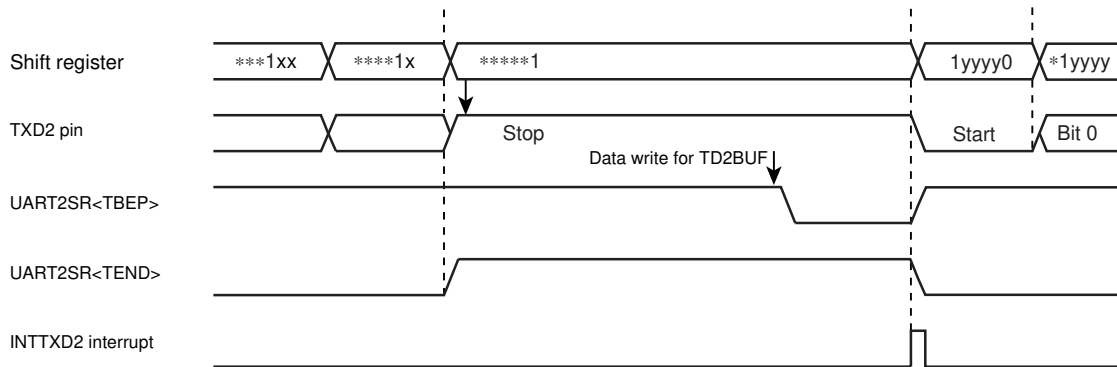 Shift register ***1xx ****1x *****1 1yyyy0 *1yyyy
TXD2 pin Stop Start Bit 0
Data write for TD2BUF
UART2SR<TBEP>
UART2SR<TEND>
INTTXD2 interrupt